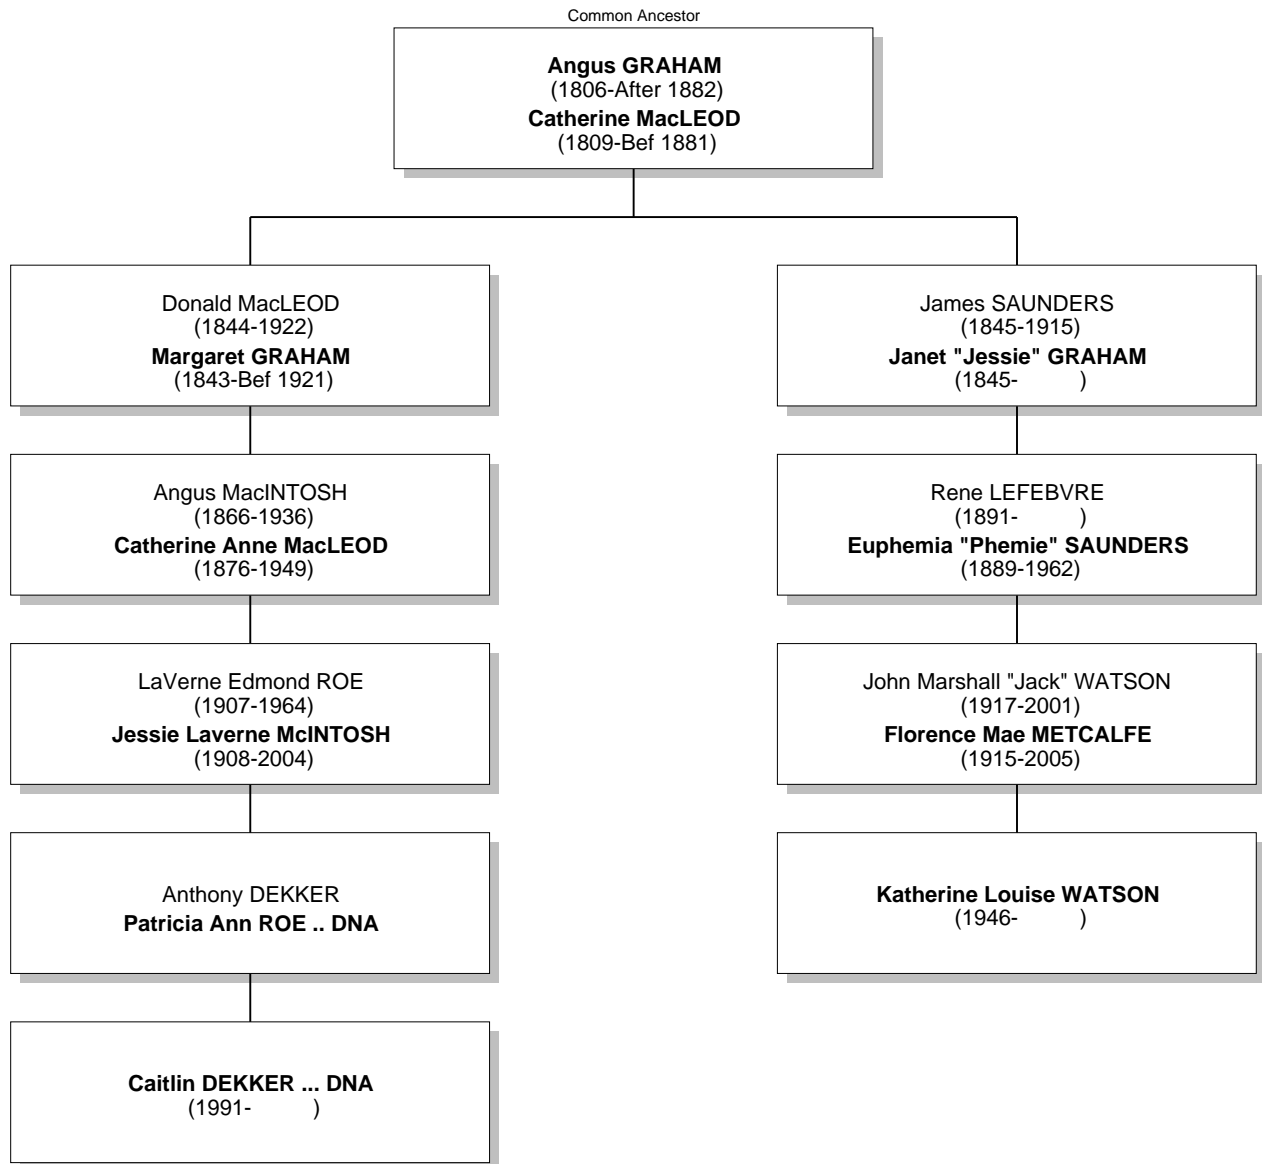 Common Ancestor
Angus GRAHAM
(1806-After 1882)
Catherine MacLEOD
(1809-Bef 1881)
Donald MacLEOD
(1844-1922)
Margaret GRAHAM
(1843-Bef 1921)
James SAUNDERS
(1845-1915)
Janet "Jessie" GRAHAM
(1845- )
Angus MacINTOSH
(1866-1936)
Catherine Anne MacLEOD
(1876-1949)
Rene LEFEBVRE
(1891- )
Euphemia "Phemie" SAUNDERS
(1889-1962)
LaVerne Edmond ROE
(1907-1964)
Jessie Laverne McINTOSH
(1908-2004)
John Marshall "Jack" WATSON
(1917-2001)
Florence Mae METCALFE
(1915-2005)
Anthony DEKKER
Patricia Ann ROE .. DNA
Katherine Louise WATSON
(1946- )
Caitlin DEKKER ... DNA
(1991- )